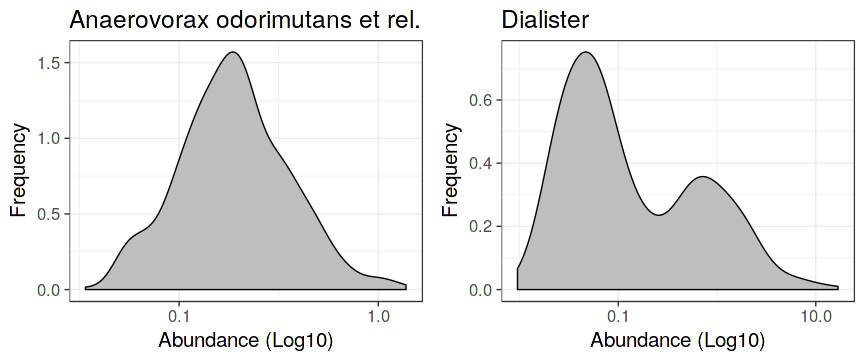 Anaerovorax odorimutans et rel.
Frequency
1.5
1.0
0.5
0.0
0.1
1.0
Abundance (Log10)
Dialister
Frequency
0.6
0.4
0.2
0.0
0.1
10.0
Abundance (Log10)